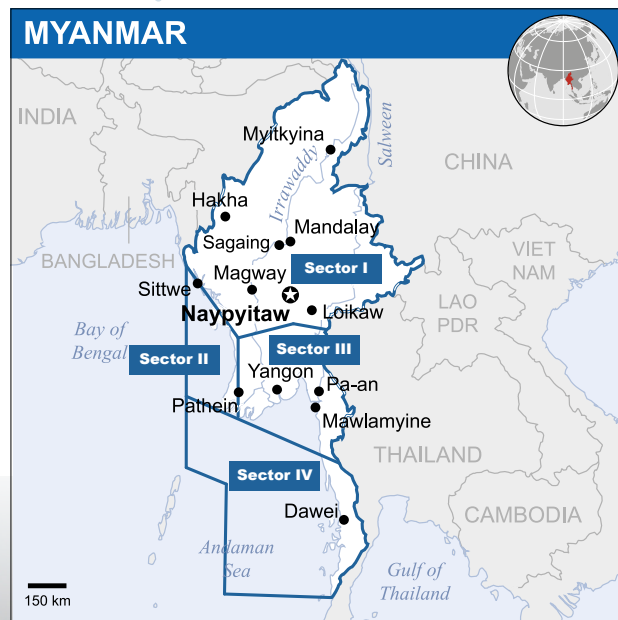 MYANMAR
INDIA
Myitkyina
Salween
CHINA
Irrawaddy
Hakha
Mandalay
Sagaing
BANGLADESH
VIET
NAM
Magway
Sector I
Sittwe
Naypyitaw
Loikaw
LAO
PDR
Bay of
Bengal
Sector II
Sector III
Yangon
Pa-an
Pathein
Mawlamyine
THAILAND
Sector IV
Dawei
CAMBODIA
Andaman
Sea
Gulf of
Thailand
150 km